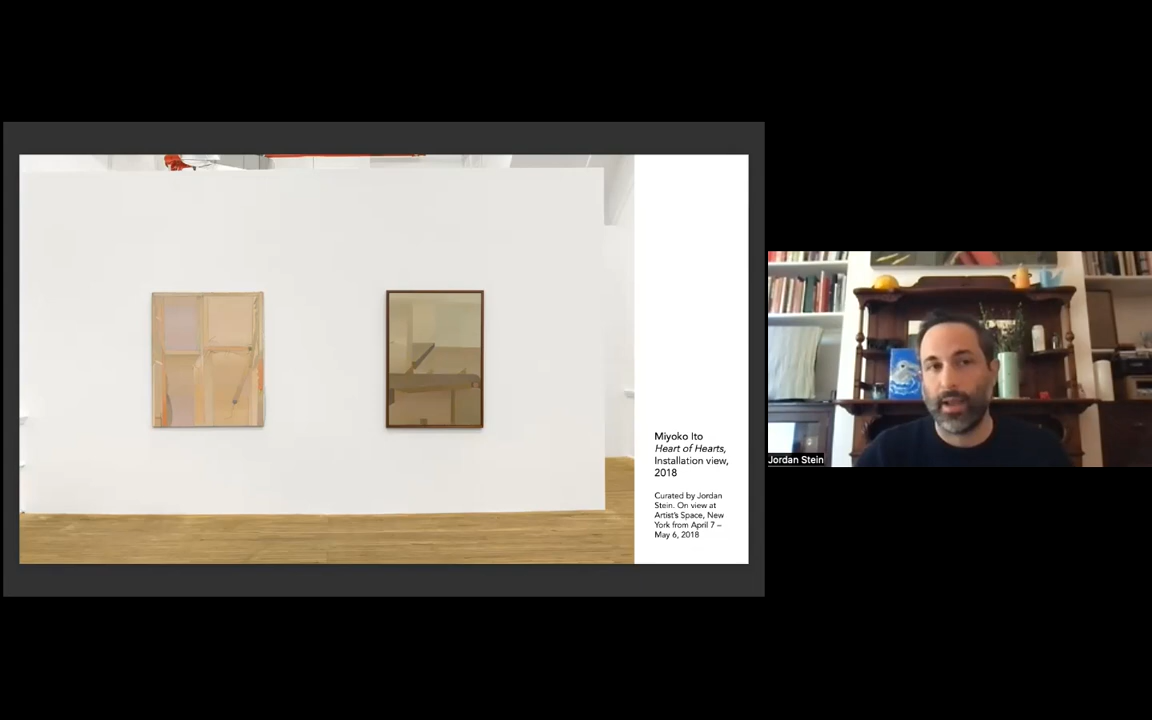 Miyoko Ito
Heart of Hearts,
Installation view,
2018
Curated by Jordan
Stein. On view at
Artist's Space, New
York from April 7 –
May 6, 2018
Jordan Stein